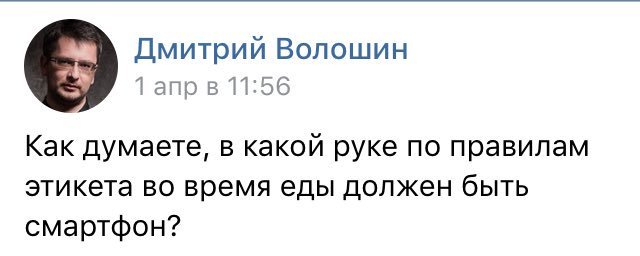 Дмитрий Волошин
1 апр в 11:56
Как думаете, в какой руке по правилам
этикета во время еды должен быть
смартфон?